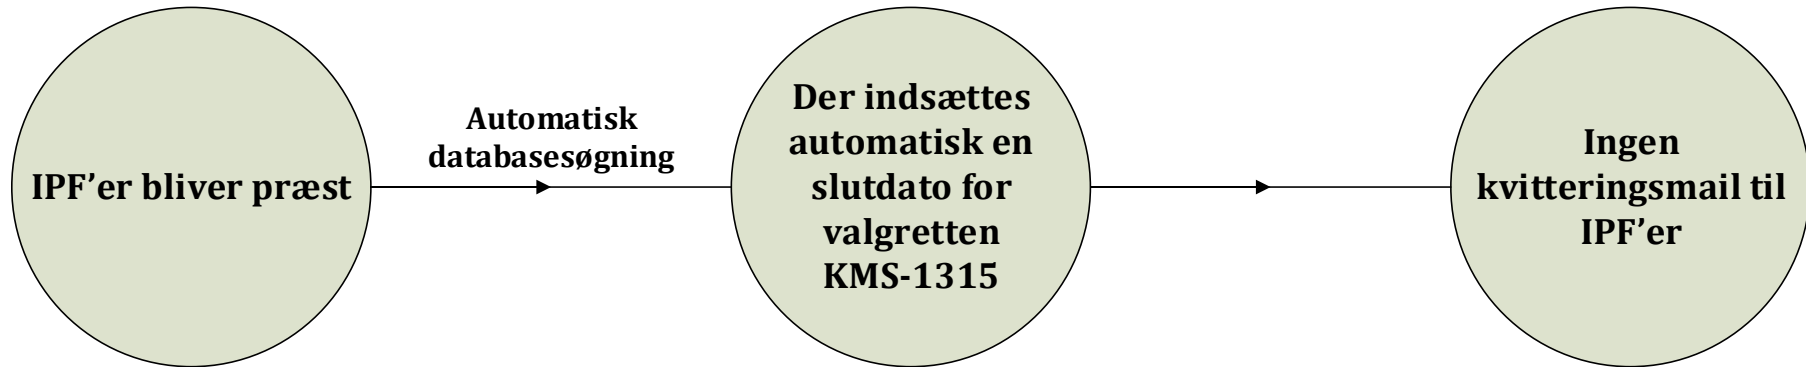 IPF’er bliver præst
Automatisk
databasesøgning
Der indsættes
automatisk en
slutdato for
valgretten
KMS-1315
Ingen
kvitteringsmail til
IPF’er